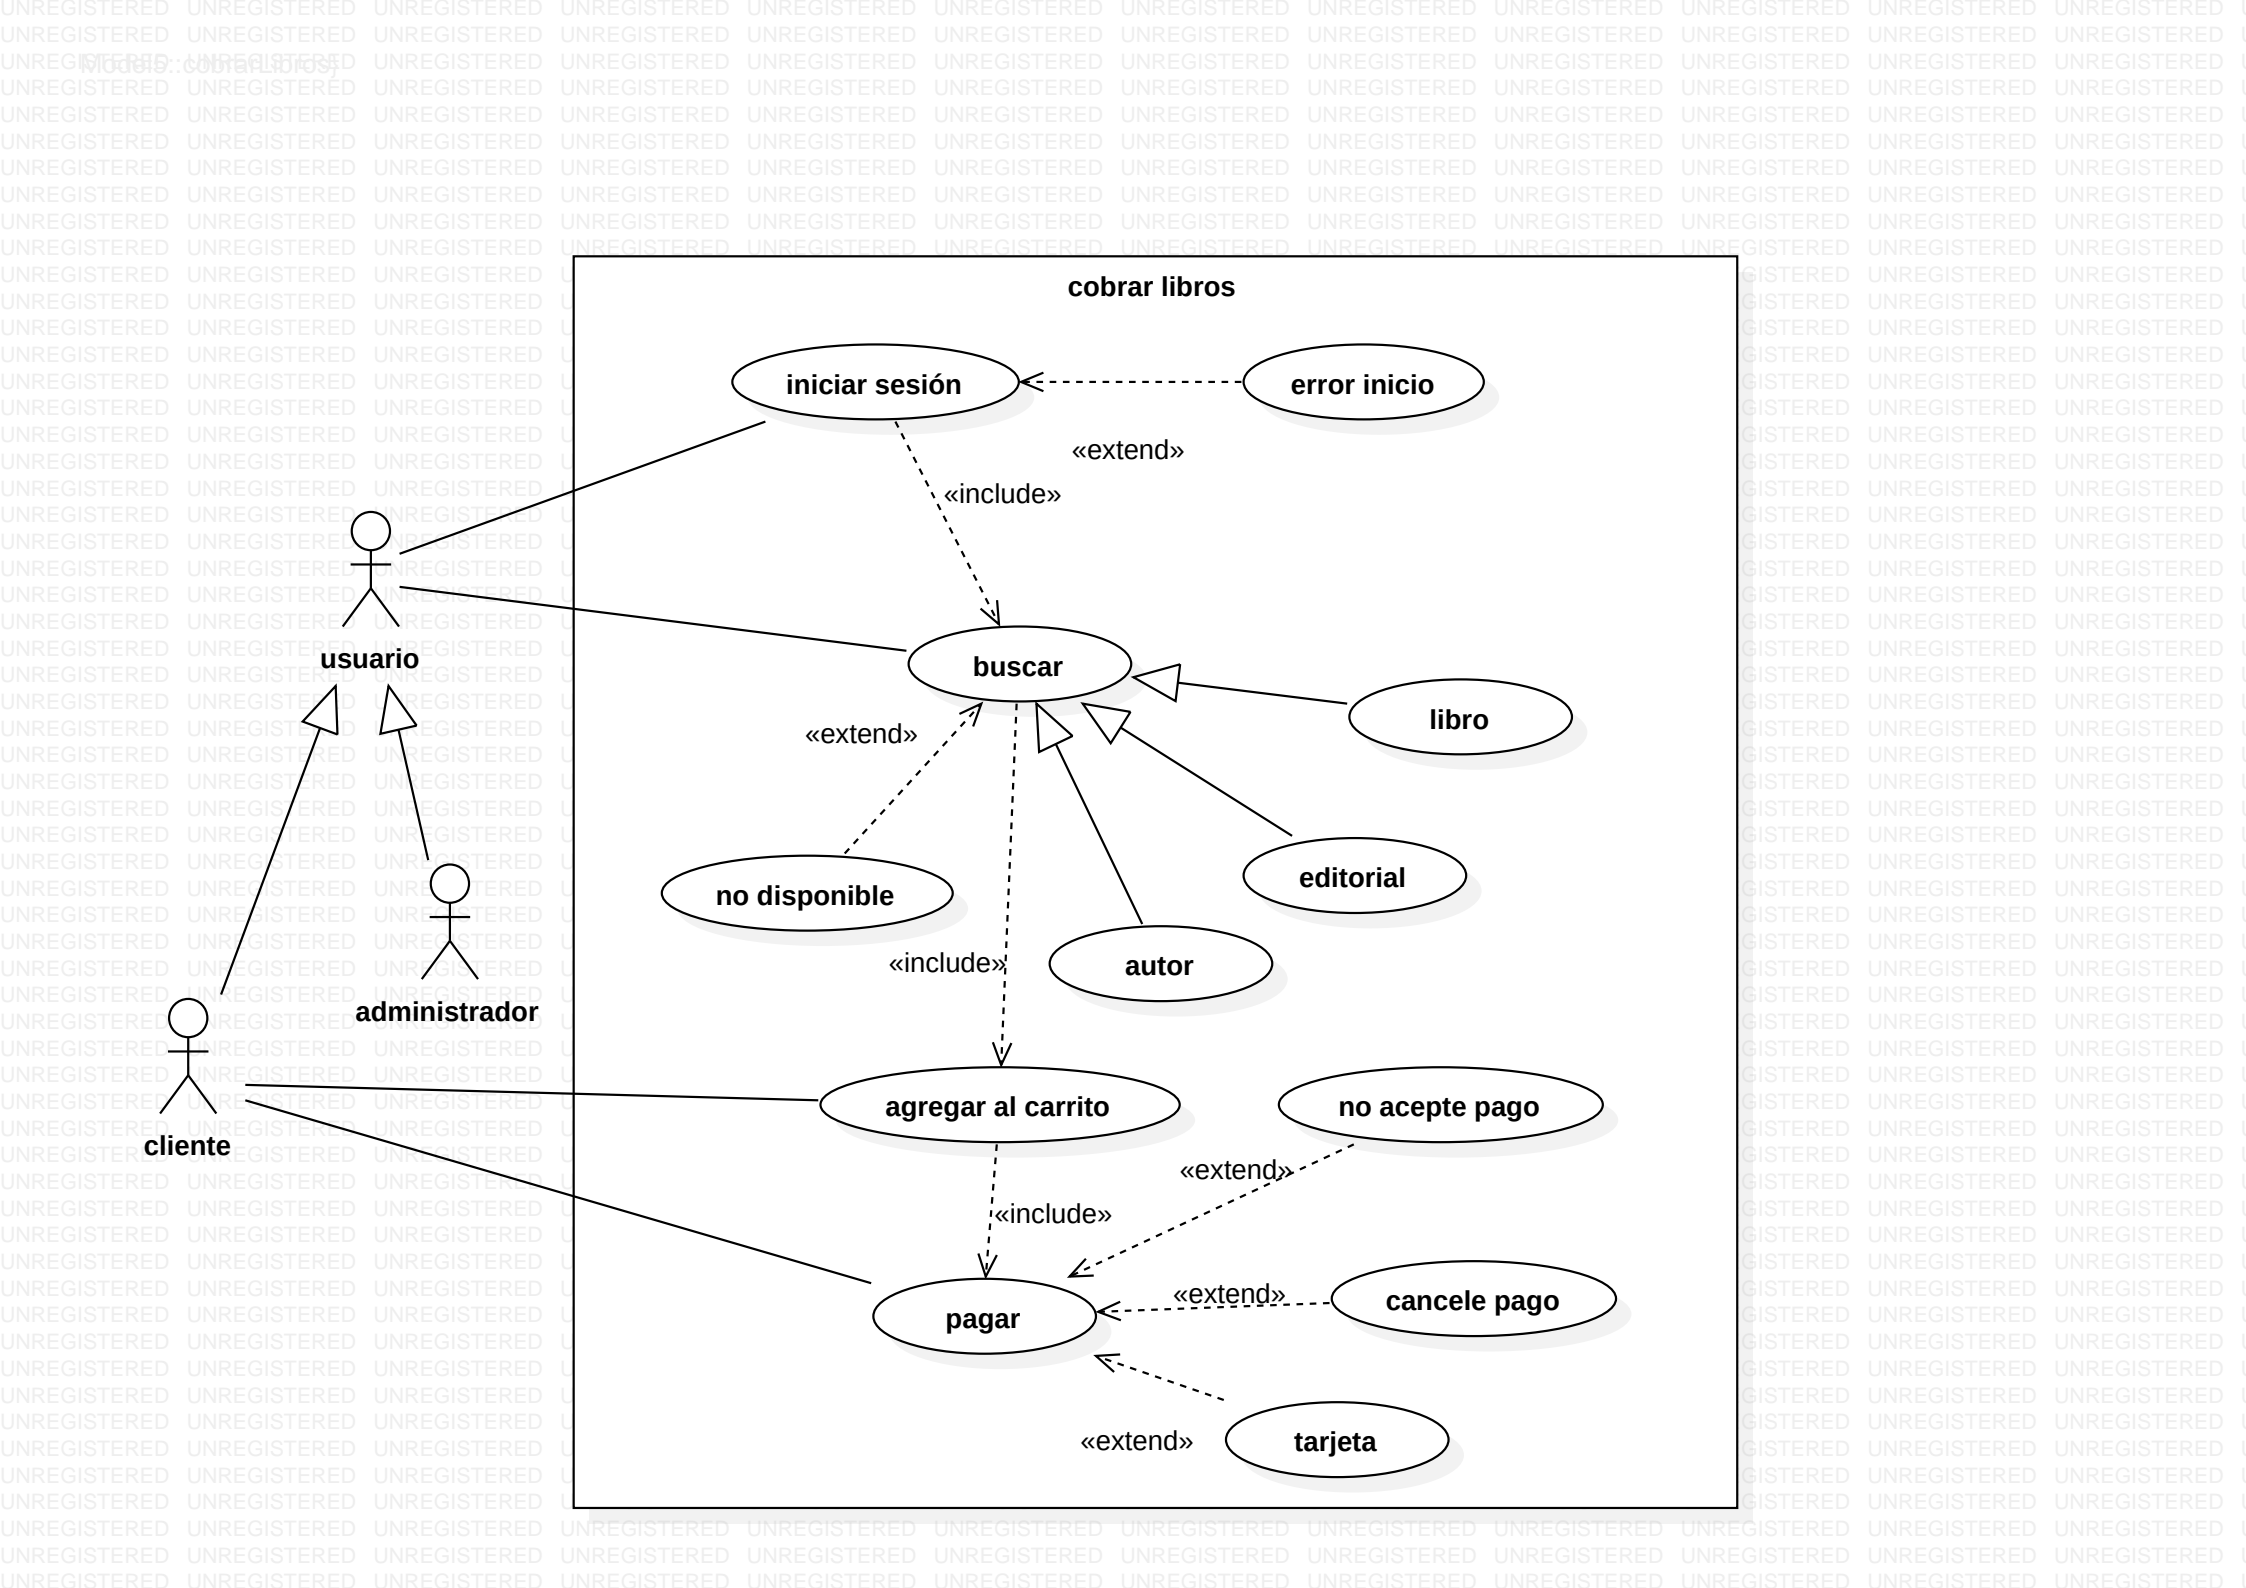 Models::cobrarLibros)
cobrar libros
iniciar sesión
error inicio
«extend»
«include»
usuario
buscar
libro
«extend»
editorial
no disponible
«include»
autor
administrador
agregar al carrito
no acepte pago
cliente
«extend»
«include»
«extend»
cancele pago
pagar
tarjeta
«extend»
UNREGISTERED